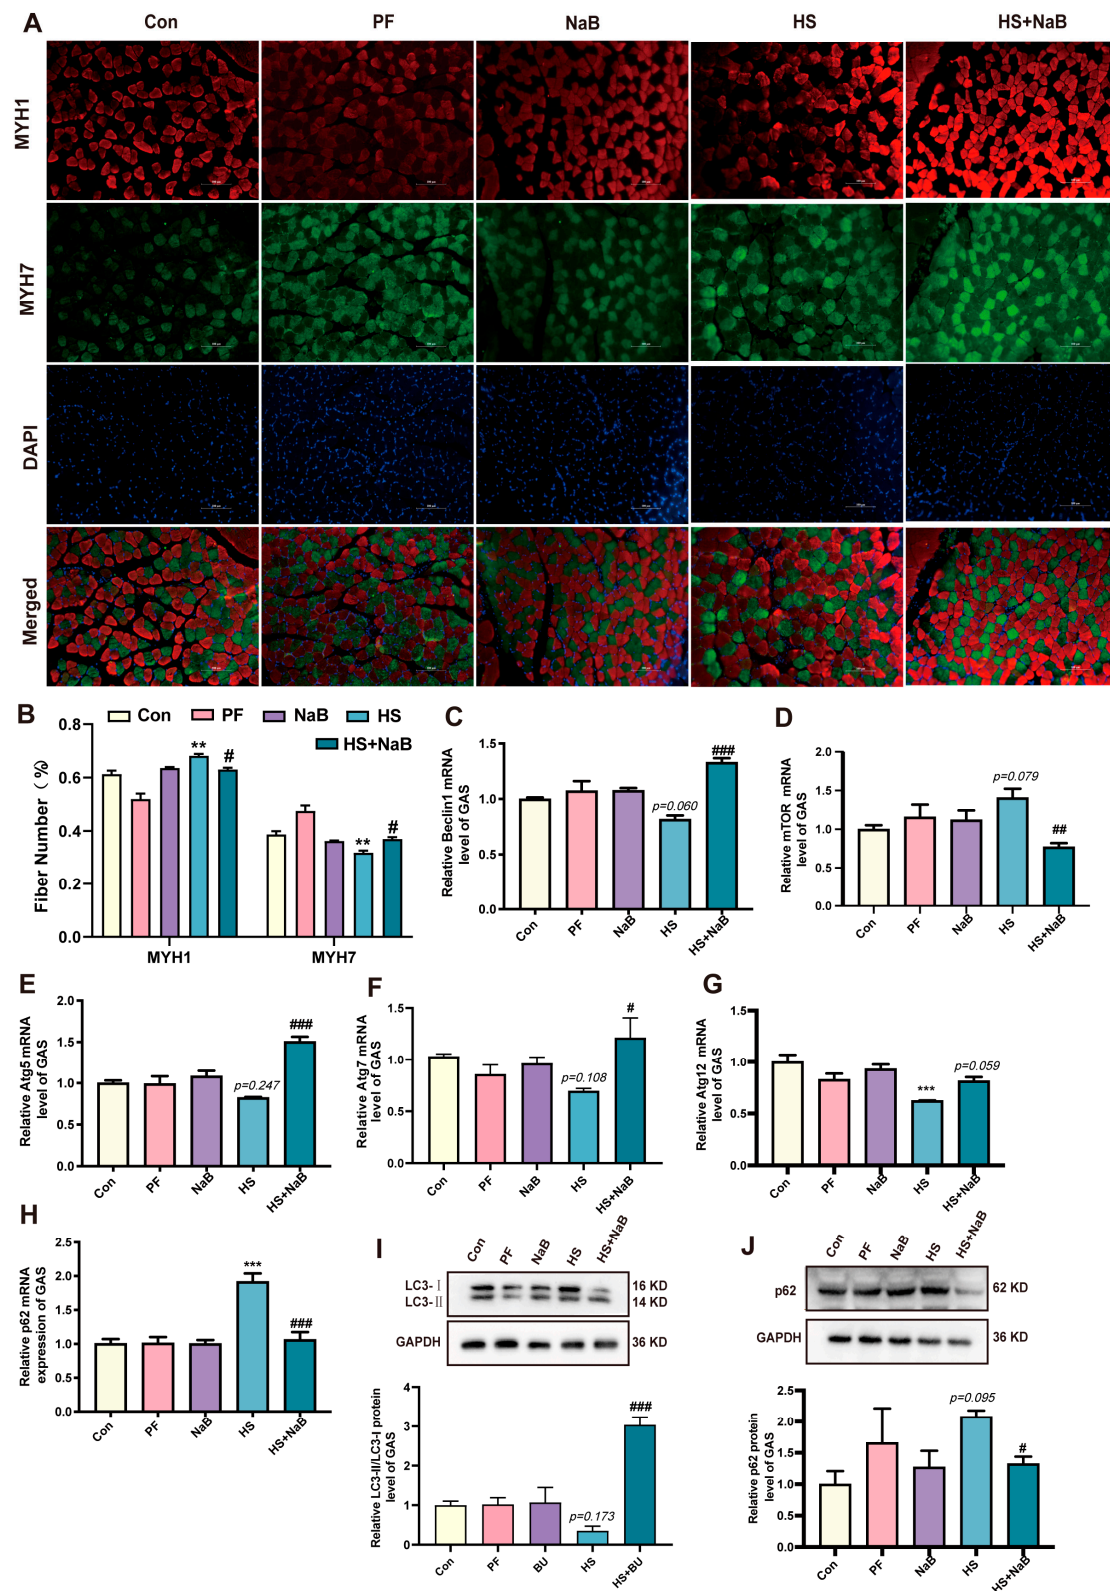 A
Con PF NaB HS HS+NaB
MYH1
MYH7
DAPI
Merged
B
Con PF NaB HS
HS+NaB
Fiber Number (%)
0.8
0.6
0.4
0.2
0.0
** #
** #
MYH1 MYH7
C
Relative Beclin1 mRNA
level of GAS
1.5
1.0
0.5
0.0
p=0.060
###
Con PF NaB HS HS+NaB
D
Relative mTOR mRNA
level of GAS
2.0
1.5
1.0
0.5
0.0
p=0.079
##
Con PF NaB HS HS+NaB
E
Relative Atg5 mRNA
level of GAS
2.0
1.5
1.0
0.5
0.0
p=0.247
###
Con PF NaB HS HS+NaB
F
Relative Atg7 mRNA
level of GAS
1.5
1.0
0.5
0.0
p=0.108
#
Con PF NaB HS HS+NaB
G
Relative Atg12 mRNA
level of GAS
1.5
1.0
0.5
0.0
***
p=0.059
Con PF NaB HS HS+NaB
H
Relative p62 mRNA
expression of GAS
2.5
2.0
1.5
1.0
0.5
0.0
***
###
Con PF NaB HS HS+NaB
I
Con PF NaB HS HS+NaB
LC3-Ⅰ 16 KD
LC3-Ⅱ 14 KD
GAPDH 36 KD
Relative LC3-II/LC3-I protein
level of GAS
4
3
2
1
0
p=0.173
###
Con PF BU HS HS+BU
J
Con PF NaB HS HS+NaB
p62 62 KD
GAPDH 36 KD
Relative p62 protein
level of GAS
2.5
2.0
1.5
1.0
0.5
0.0
p=0.095
#
Con PF NaB HS HS+NaB